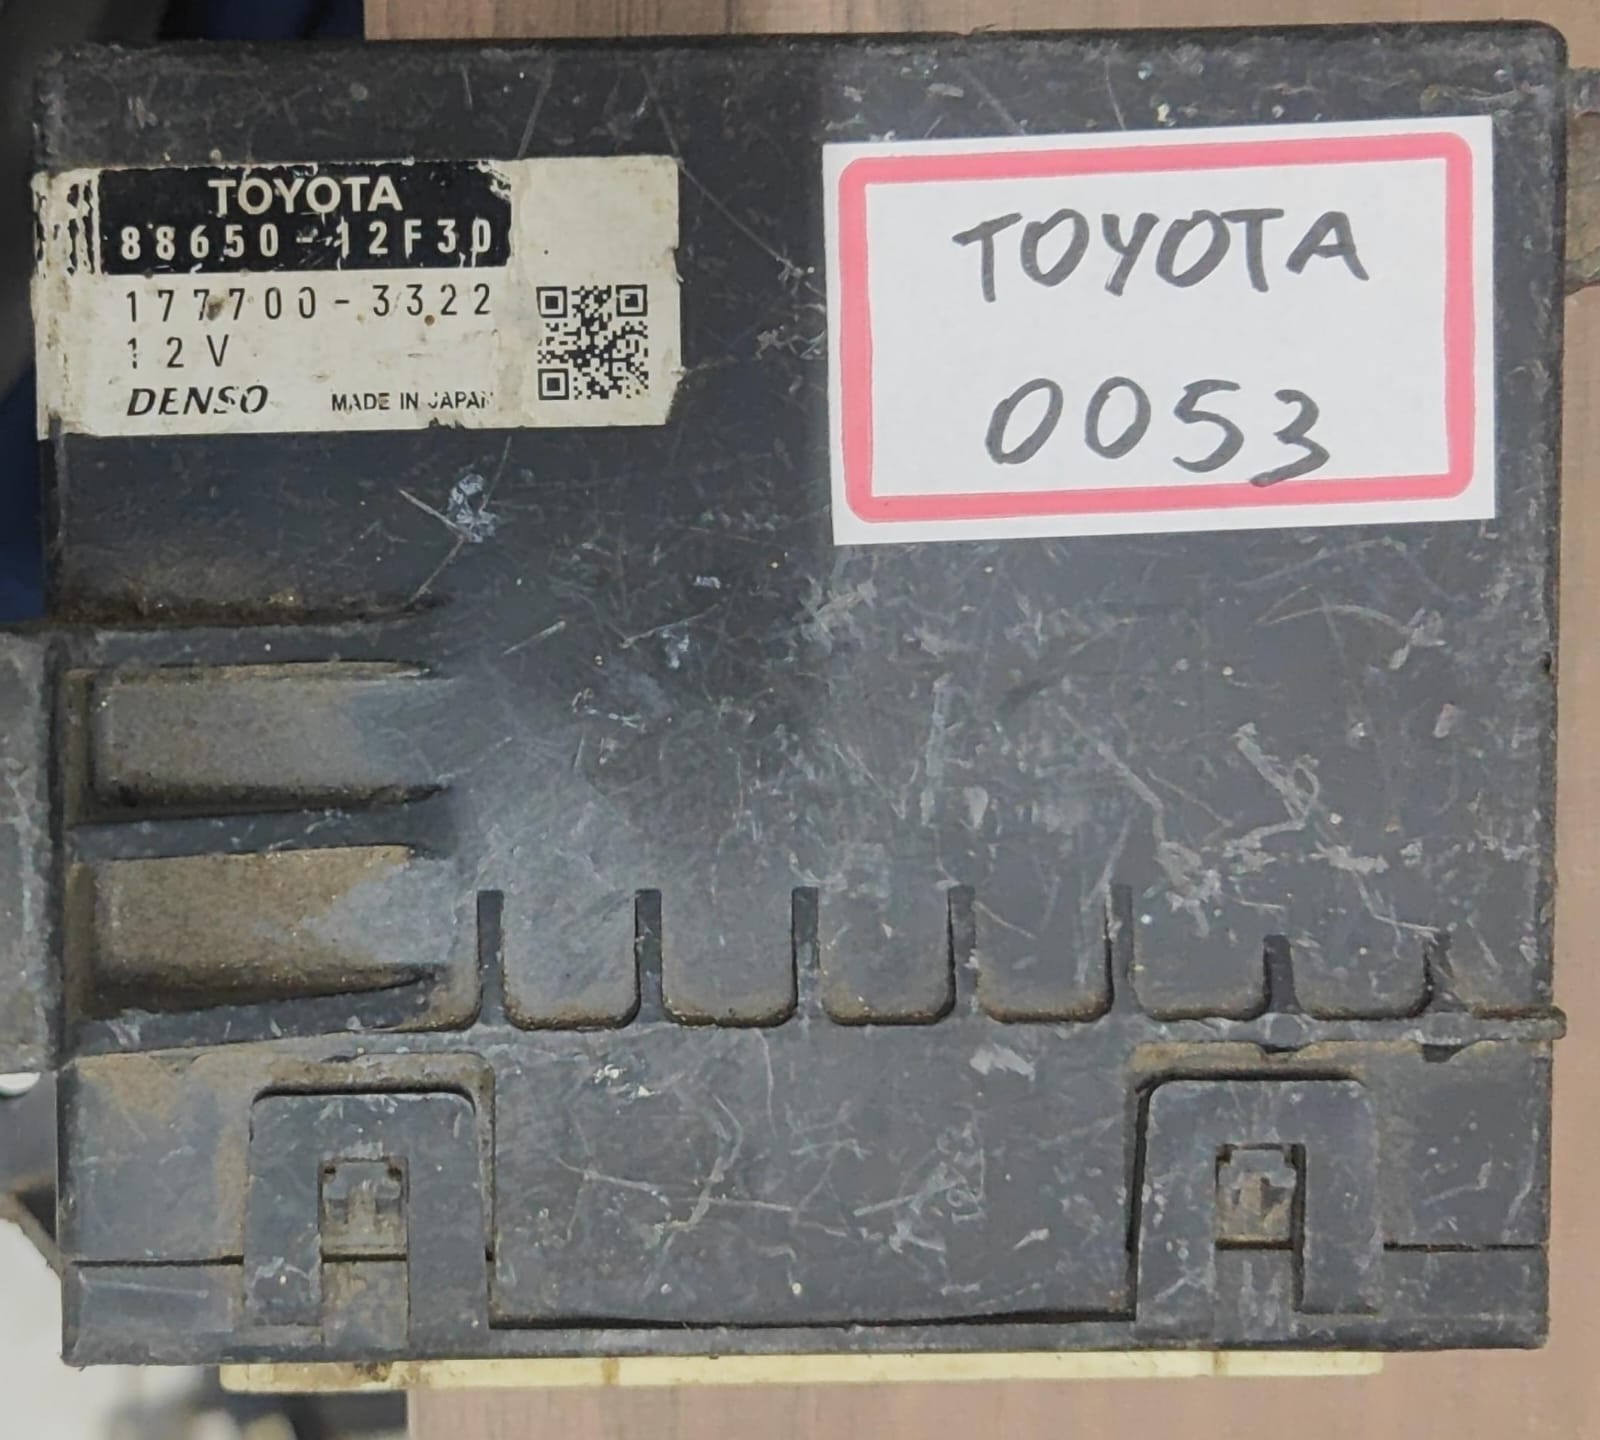 TOYOTA
88650-12F30
177700-3322
12V
DENSO MADE IN JAPAN
TOYOTA
0053